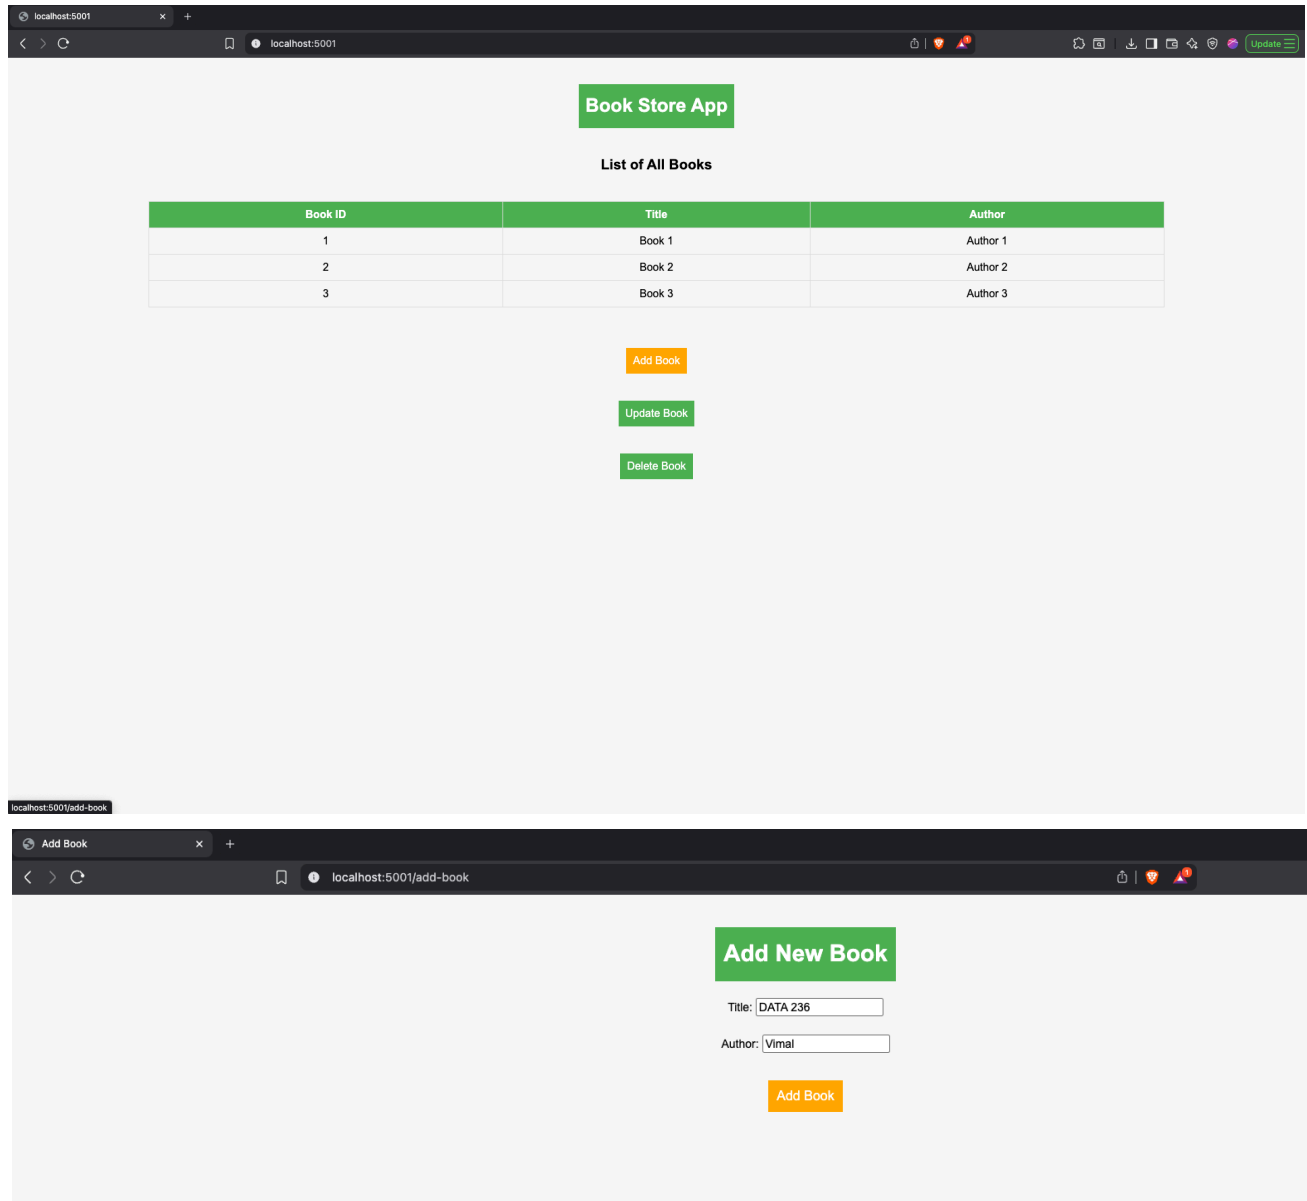 localhost:5001
localhost:5001
1
Update
Book Store App
List of All Books
Book ID Title Author
1 Book 1 Author 1
2 Book 2 Author 2
3 Book 3 Author 3
Add Book
Update Book
Delete Book
localhost:5001/add-book
Add Book
localhost:5001/add-book
1
Add New Book
Title: DATA 236
Author: Vimal
Add Book